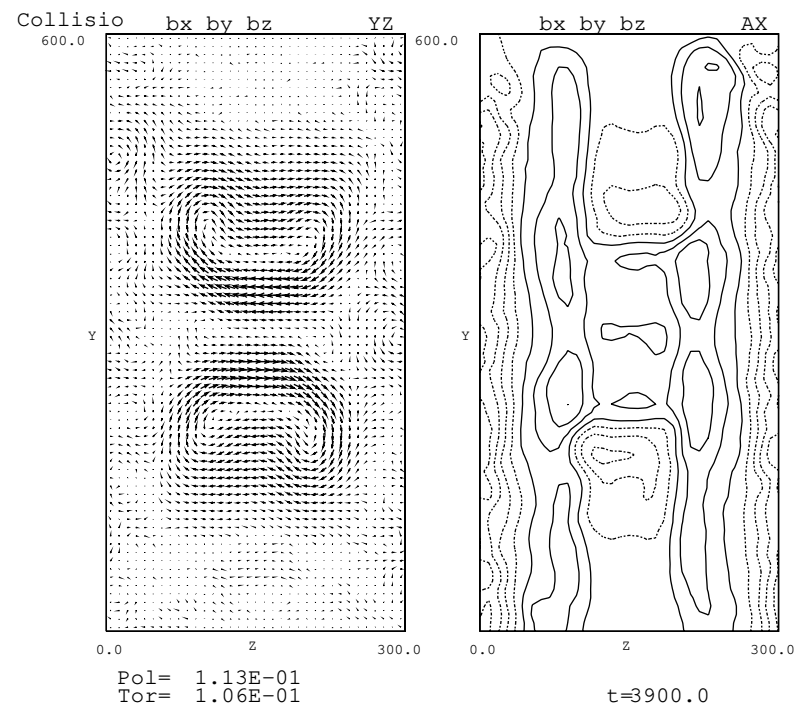 Collisio bx by bz YZ bx by bz AX
600.0 600.0
Y Y
0.0 Z 300.0 0.0 Z 300.0
Pol= 1.13E-01
Tor= 1.06E-01 t=3900.0